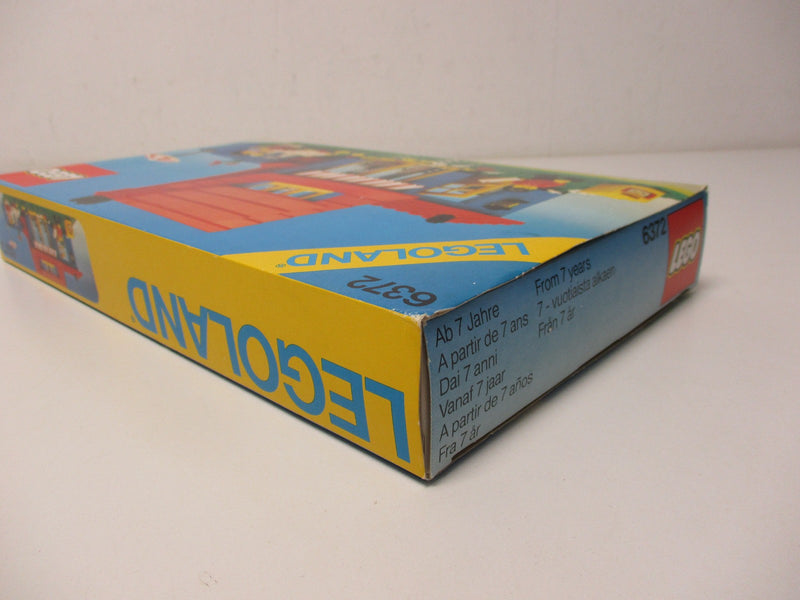 LEGO
LEGOLAND®
6372
LEGOLAND
Ab 7 Jahre
A partir de 7 ans
Dai 7 anni
Vanaf 7 jaar
A partir de 7 años
Fra 7 år
From 7 years
7 - vuotiaista alkaen
Från 7 år
6372
LEGO